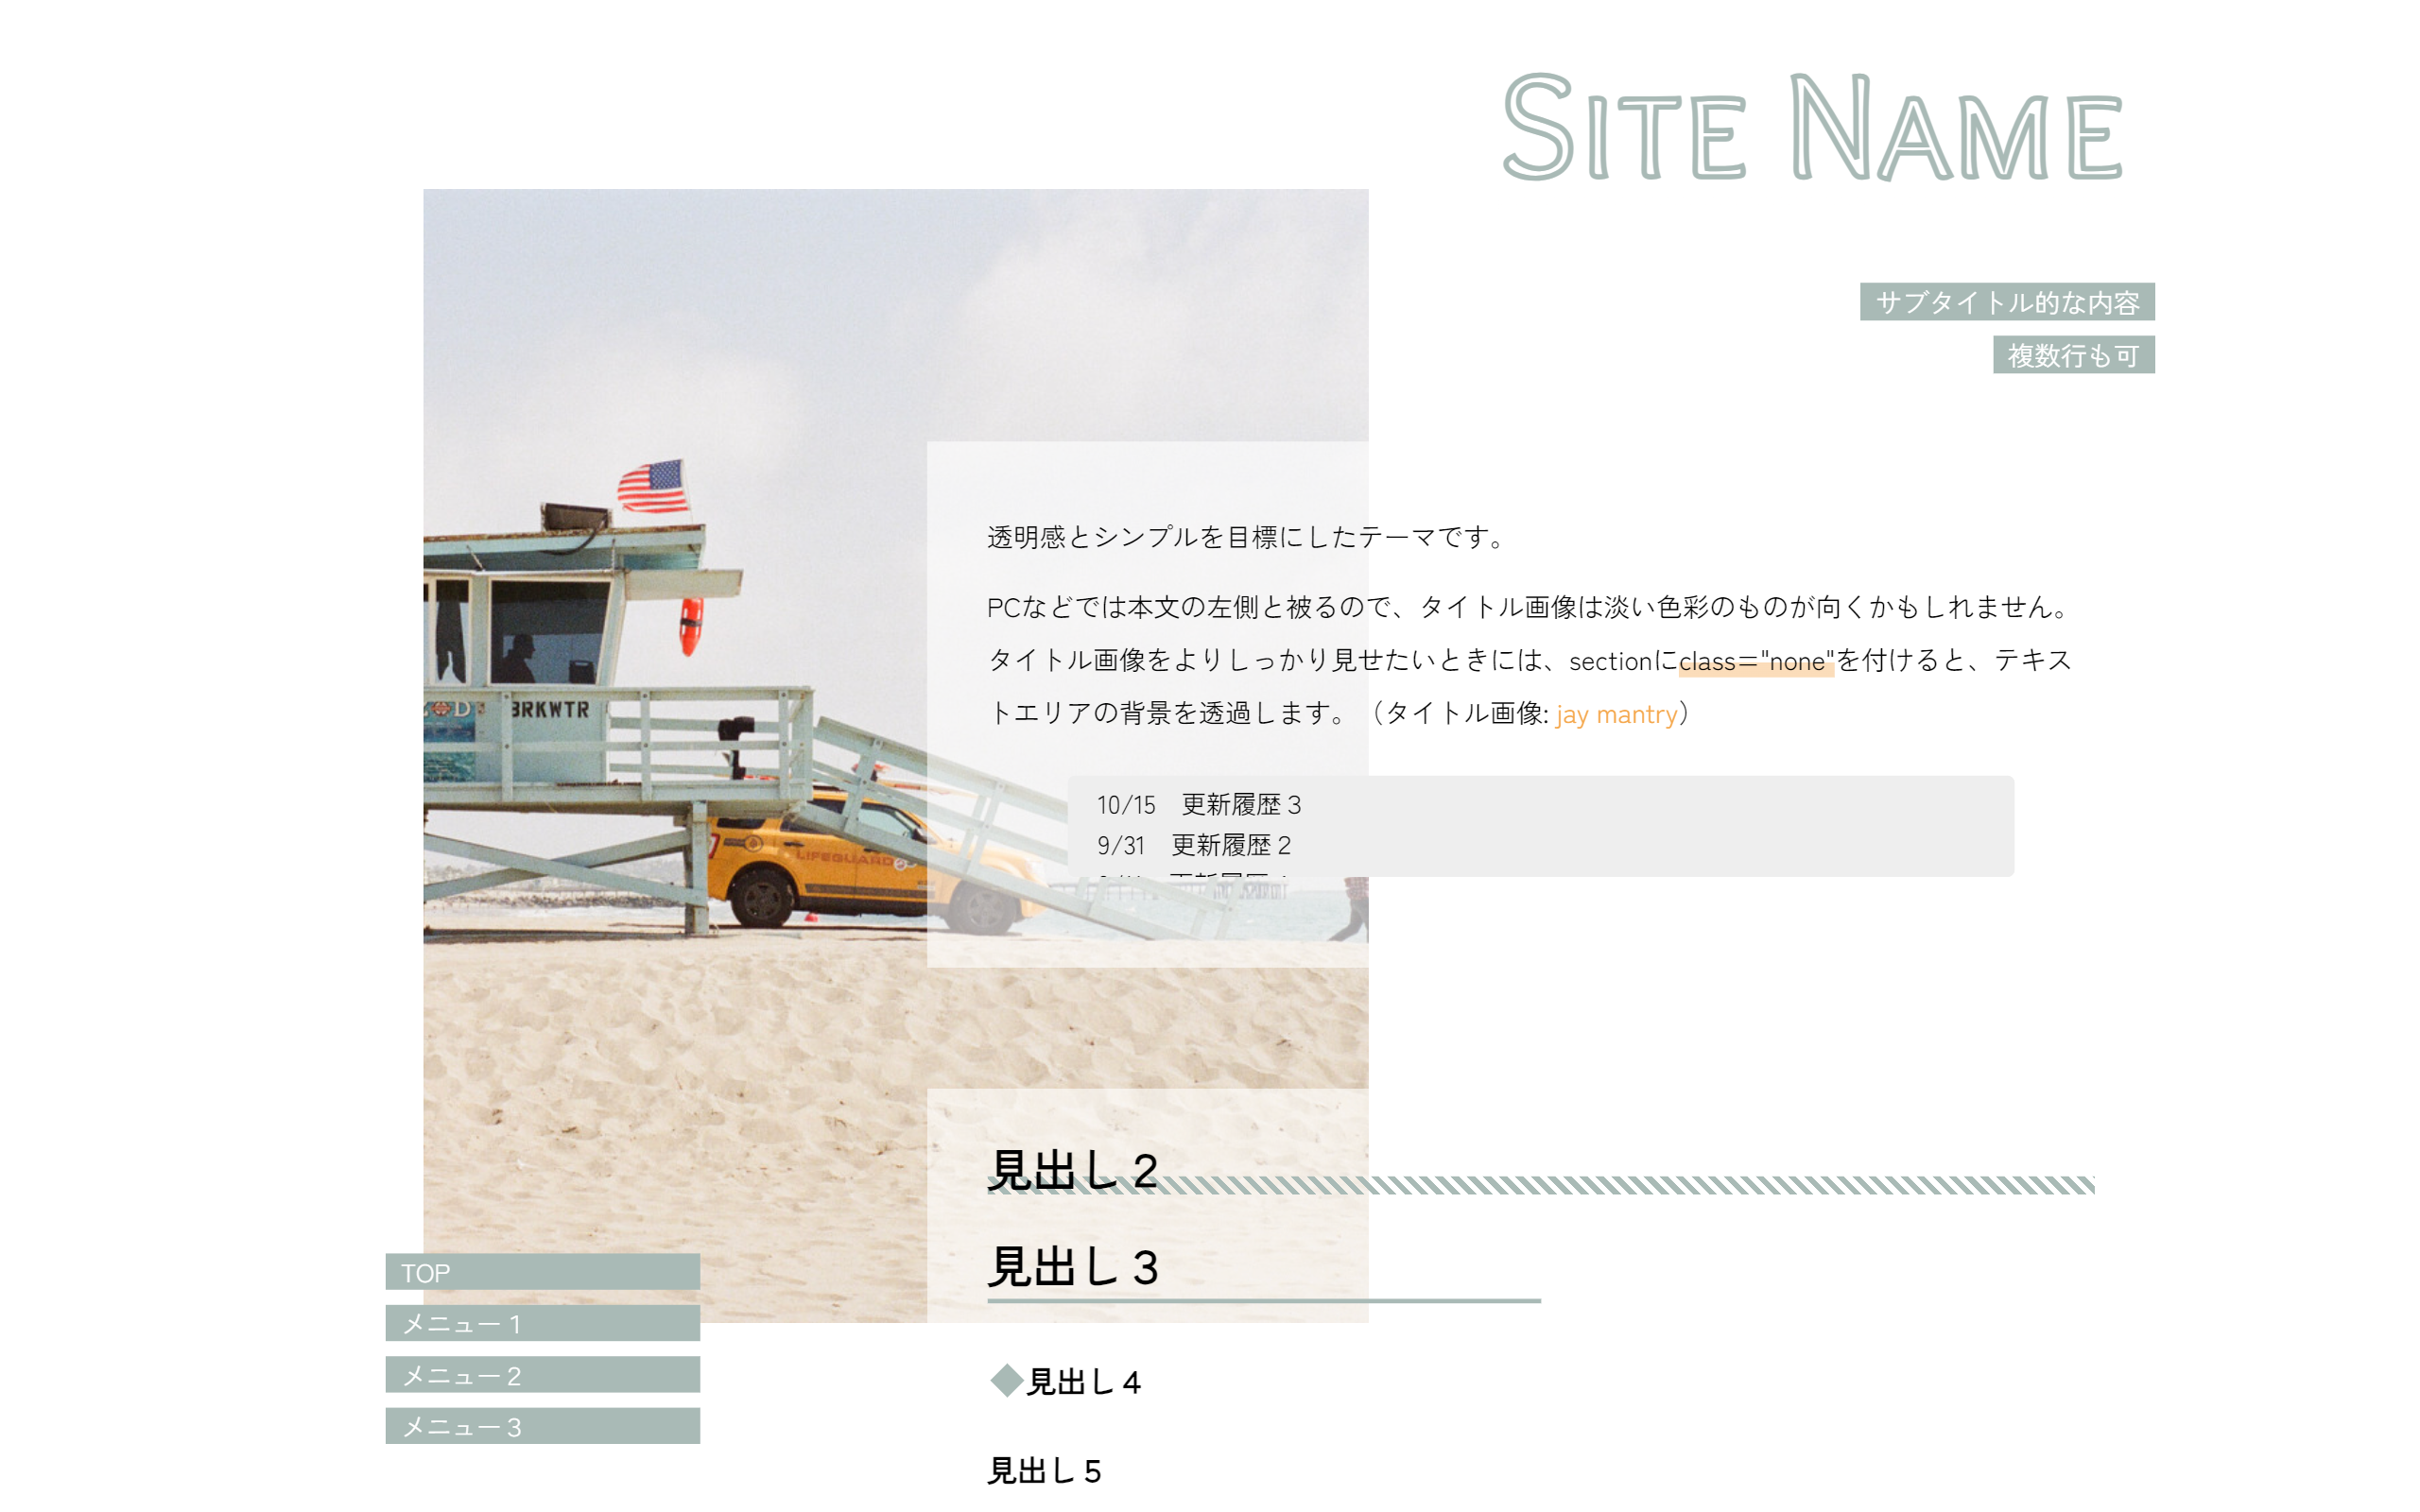 SITE NAME
サブタイトル的な内容
複数行も可
透明感とシンプルを目標にしたテーマです。
PCなどでは本文の左側と被るので、タイトル画像は淡い色彩のものが向くかもしれません。
タイトル画像をよりしっかり見せたいときには、sectionにclass="none"を付けると、テキス
トエリアの背景を透過します。（タイトル画像: jay mantry）
BRKWTR
LIFEGUARD
10/15　更新履歴３
9/31　更新履歴２
見出し２
見出し３
TOP
メニュー１
メニュー２
メニュー３
◆見出し４
見出し５